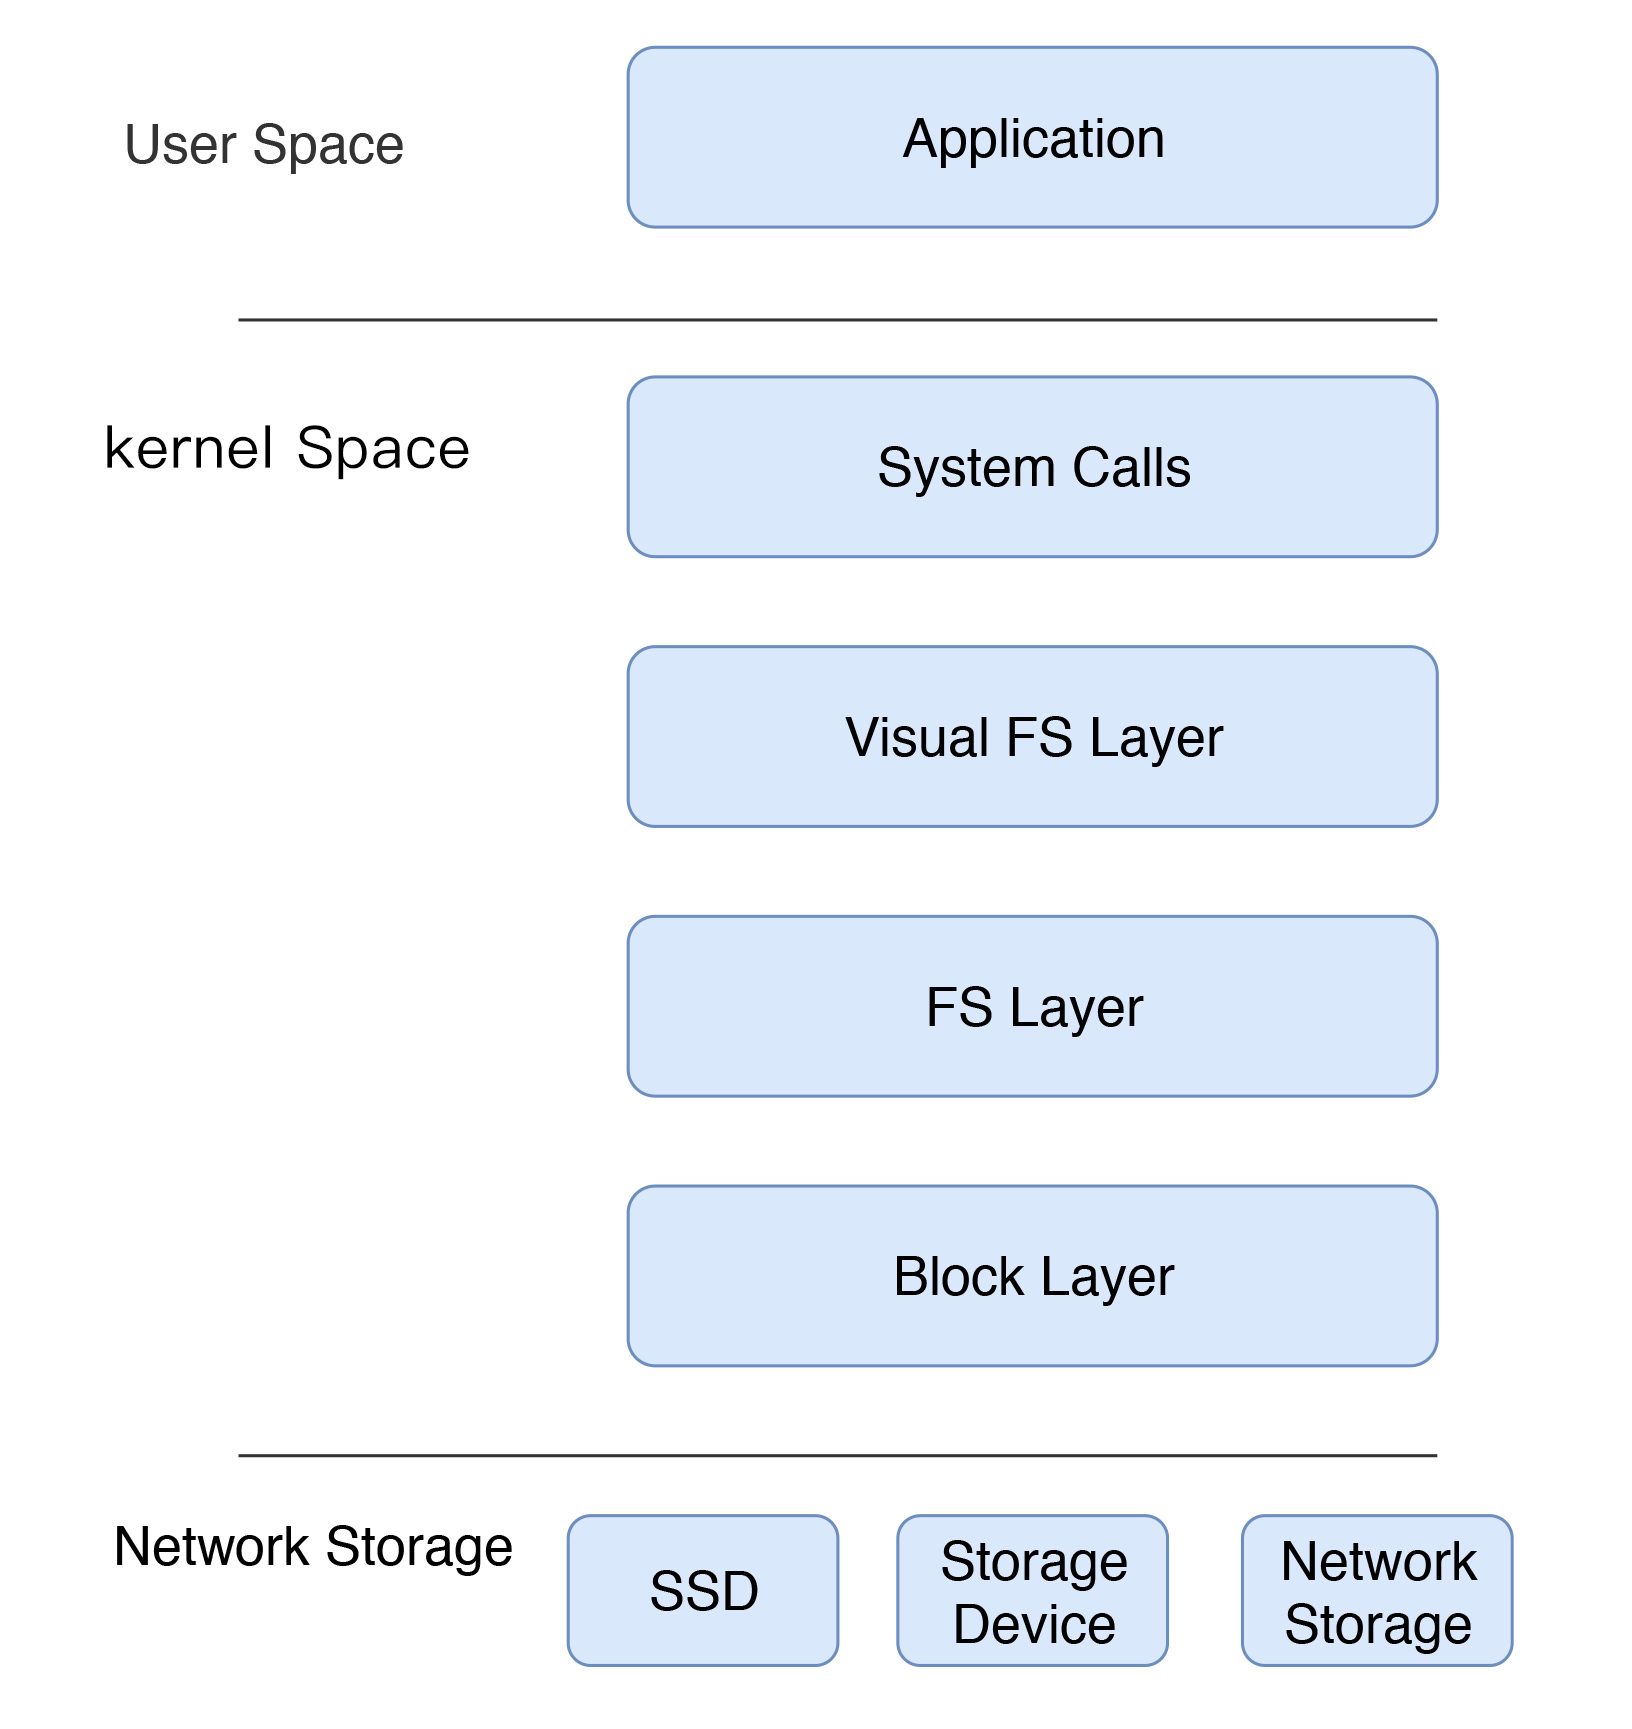 User Space
Application
kernel Space
System Calls
Visual FS Layer
FS Layer
Block Layer
Network Storage
SSD
Storage
Device
Network
Storage